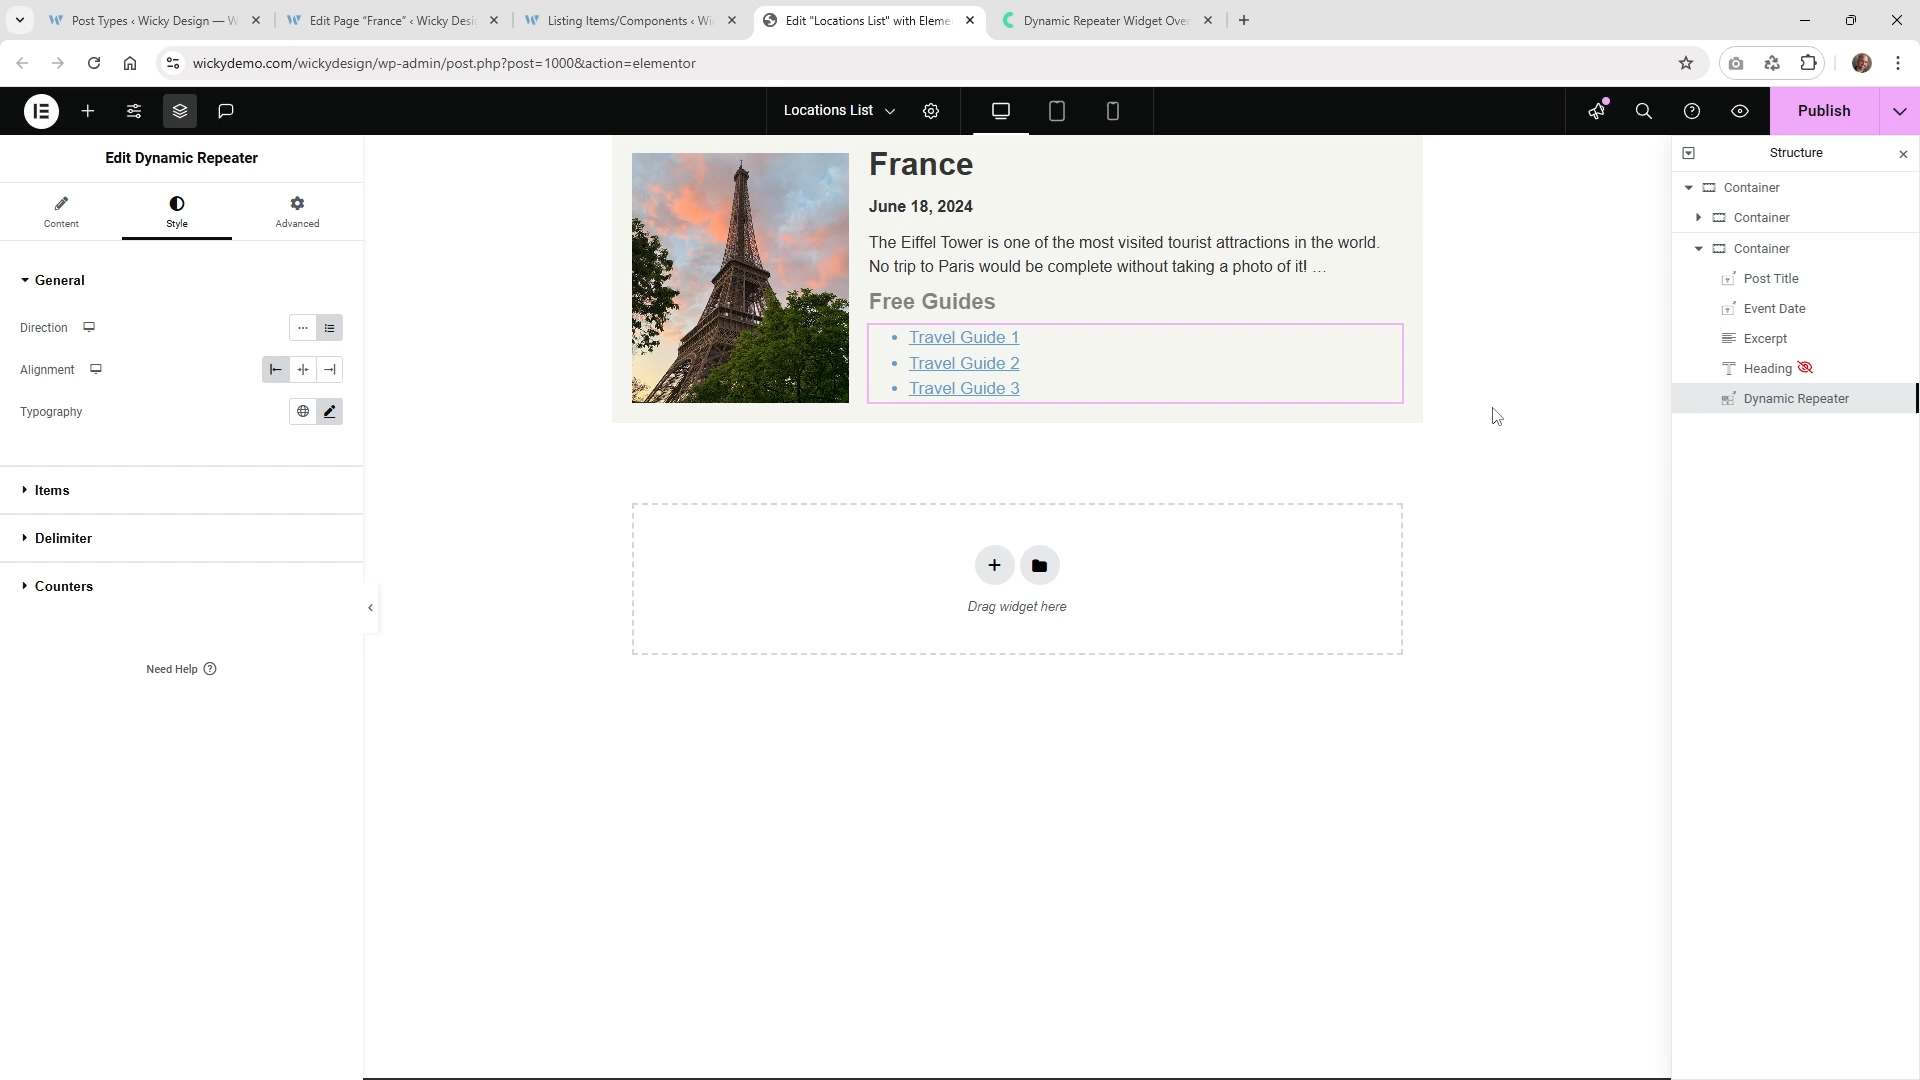 Post Types ‹ Wicky Design — W
Edit Page "France" ‹ Wicky Desi
Listing Items/Components ‹ Wic
Edit "Locations List" with Eleme
Dynamic Repeater Widget Over
wickydemo.com/wickydesign/wp-admin/post.php?post=1000&action=elementor
Locations List
Publish
Edit Dynamic Repeater
Content
Style
Advanced
General
Direction
Alignment
Typography
Items
Delimiter
Counters
Need Help
France
June 18, 2024
The Eiffel Tower is one of the most visited tourist attractions in the world.
No trip to Paris would be complete without taking a photo of it! ...
Free Guides
• Travel Guide 1
• Travel Guide 2
• Travel Guide 3
Drag widget here
Structure
Container
Container
Container
Post Title
Event Date
Excerpt
Heading
Dynamic Repeater